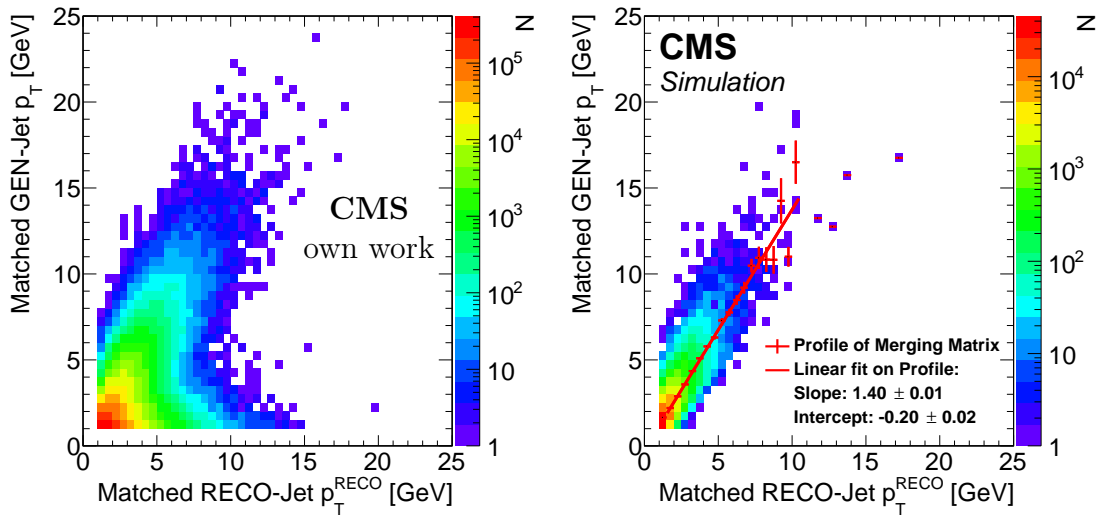 Matched GEN-Jet p_T [GeV]
25
20
15
10
5
0
0 5 10 15 20 25
Matched RECO-Jet p_T^RECO [GeV]
CMS
own work
N
10^5
10^4
10^3
10^2
10
1
Matched GEN-Jet p_T [GeV]
25
20
15
10
5
0
0 5 10 15 20 25
Matched RECO-Jet p_T^RECO [GeV]
CMS
Simulation
Profile of Merging Matrix
Linear fit on Profile:
Slope: 1.40 ± 0.01
Intercept: -0.20 ± 0.02
N
10^4
10^3
10^2
10
1